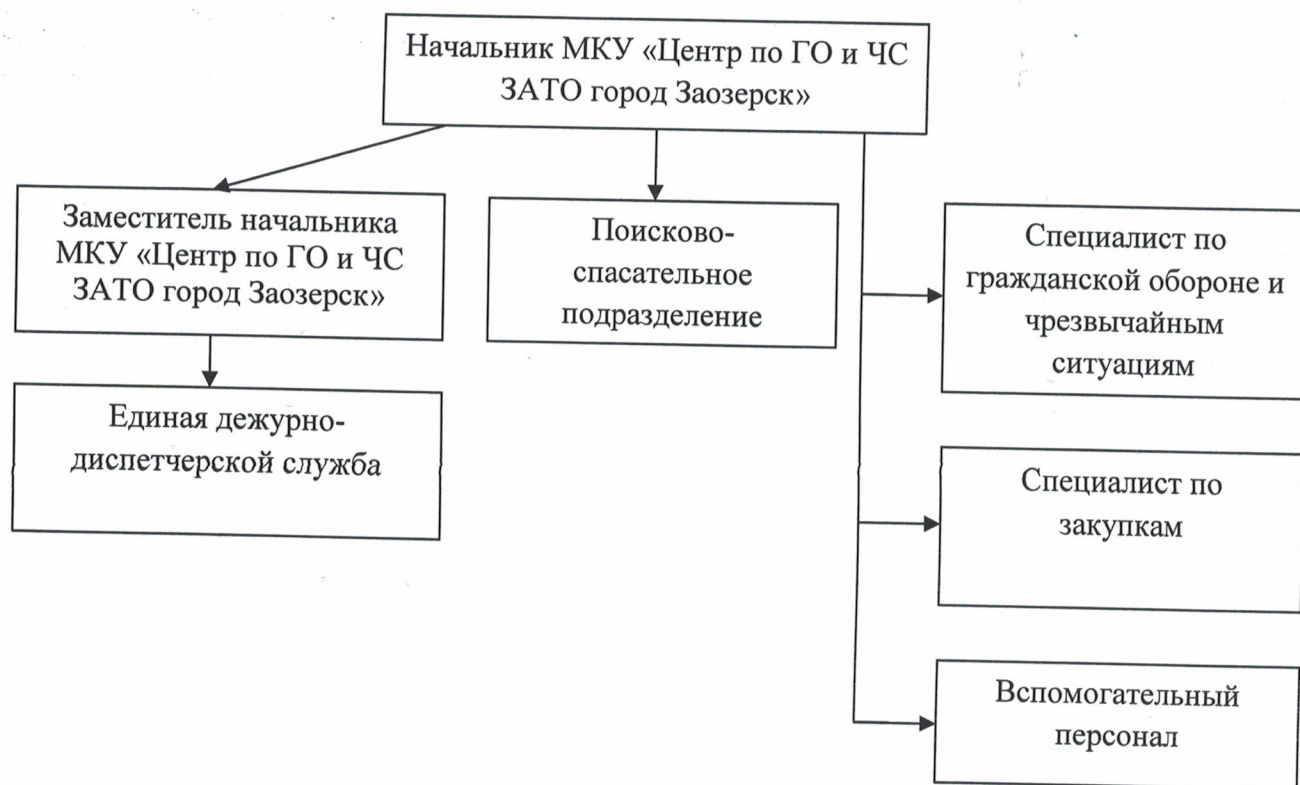 Начальник МКУ «Центр по ГО и ЧС
ЗАТО город Заозерск»
Заместитель начальника
МКУ «Центр по ГО и ЧС
ЗАТО город Заозерск»
Поисково-
спасательное
подразделение
Специалист по
гражданской обороне и
чрезвычайным
ситуациям
Единая дежурно-
диспетчерской служба
Специалист по
закупкам
Вспомогательный
персонал